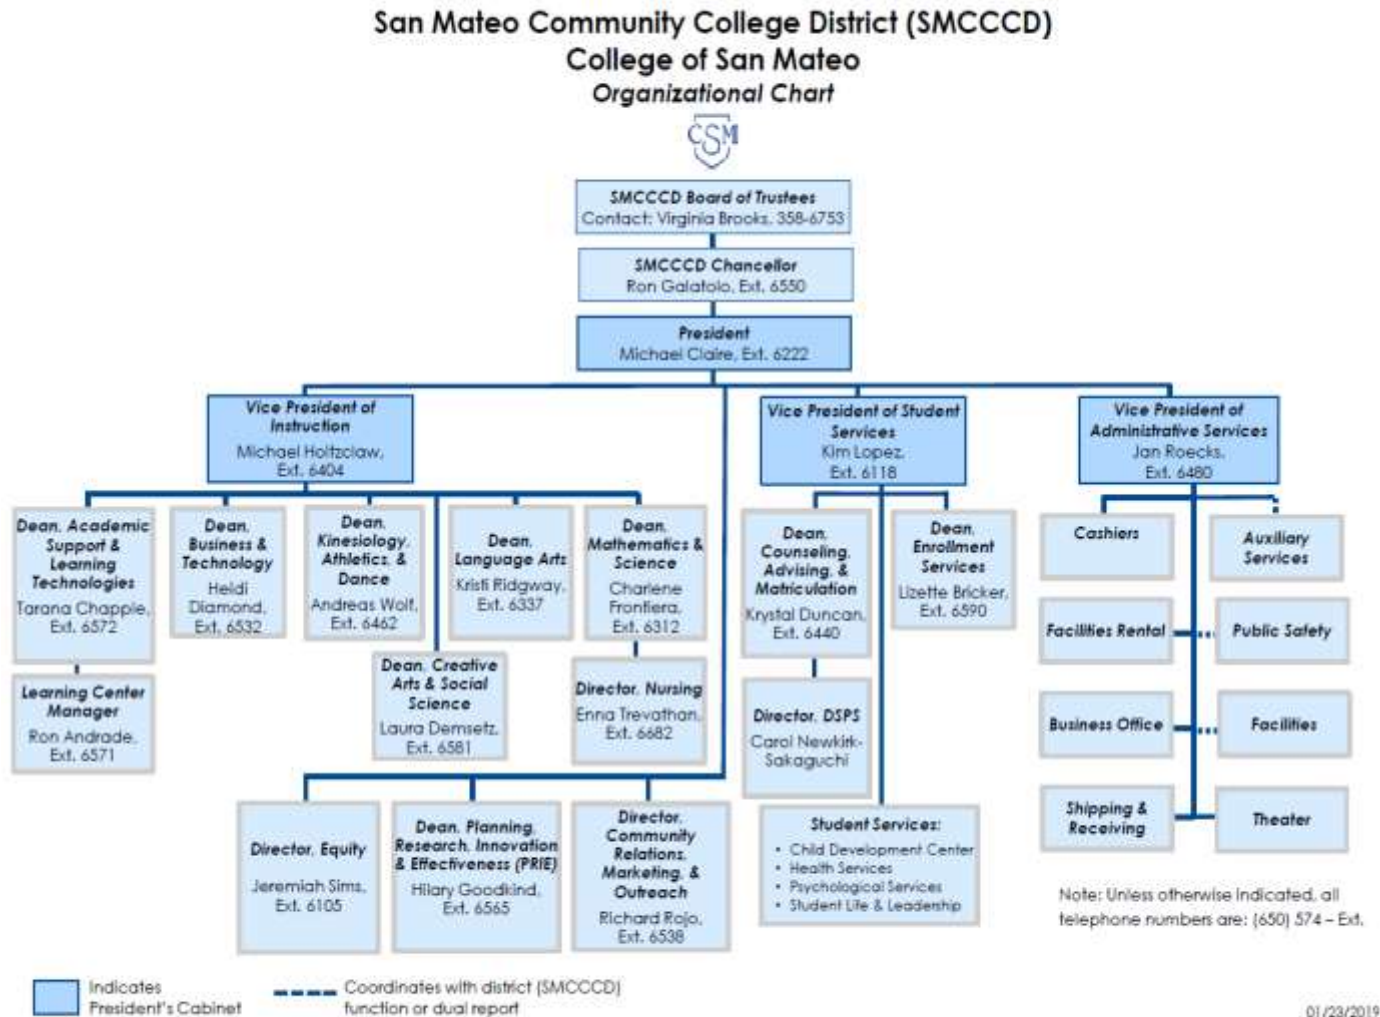 San Mateo Community College District (SMCCCD)
College of San Mateo
Organizational Chart
CSM
SMCCCD Board of Trustees
Contact: Virginia Brooks, 358-6753
SMCCCD Chancellor
Ron Galatolo, Ext. 6550
President
Michael Claire, Ext. 6222
Vice President of
Instruction
Michael Holtzclaw,
Ext. 6404
Vice President of Student
Services
Kim Lopez,
Ext. 6118
Vice President of
Administrative Services
Jan Roecks,
Ext. 6480
Dean, Academic
Support &
Learning
Technologies
Tarana Chapple,
Ext. 6572
Dean,
Business &
Technology
Heidi
Diamond,
Ext. 6532
Dean,
Kinesiology,
Athletics, &
Dance
Andreas Wolf,
Ext. 6462
Dean,
Language Arts
Kristi Ridgway,
Ext. 6337
Dean,
Mathematics &
Science
Charlene
Frontiera,
Ext. 6312
Dean,
Counseling,
Advising, &
Matriculation
Krystal Duncan,
Ext. 6440
Dean,
Enrollment
Services
Lizette Bricker,
Ext. 6590
Cashiers
Auxiliary
Services
Facilities Rental
Public Safety
Learning Center
Manager
Ron Andrade,
Ext. 6571
Dean, Creative
Arts & Social
Science
Laura Demsetz,
Ext. 6581
Director, Nursing
Enna Trevathan,
Ext. 6682
Director, DSPS
Carol Newkirk-
Sakaguchi
Business Office
Facilities
Director, Equity
Jeremiah Sims,
Ext. 6105
Dean, Planning,
Research, Innovation
& Effectiveness (PRIE)
Hilary Goodkind,
Ext. 6565
Director,
Community
Relations,
Marketing, &
Outreach
Richard Rojo,
Ext. 6538
Student Services:
• Child Development Center
• Health Services
• Psychological Services
• Student Life & Leadership
Shipping &
Receiving
Theater
Note: Unless otherwise indicated, all
telephone numbers are: (650) 574 – Ext.
Indicates
President's Cabinet
Coordinates with district (SMCCCD)
function or dual report
01/23/2019